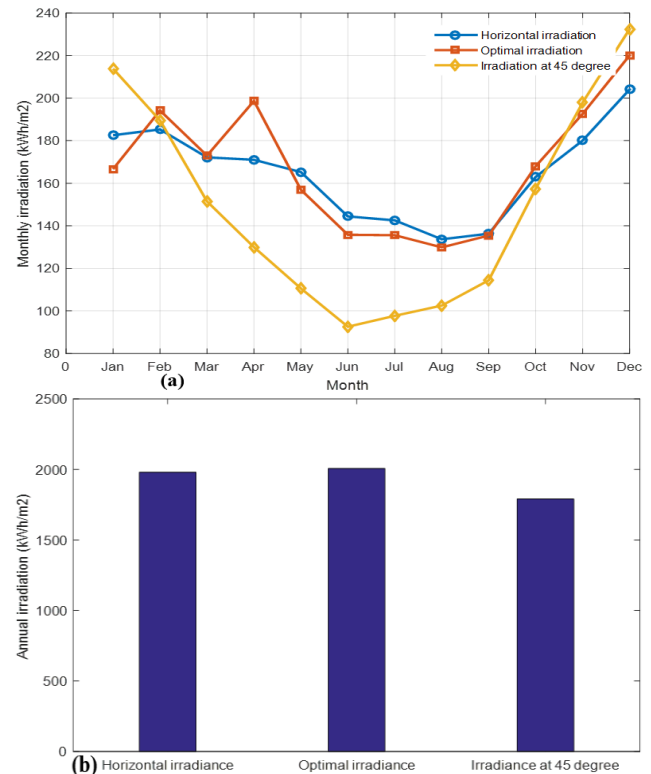 240
220
200
180
160
140
120
100
80
Monthly irradiation (kWh/m2)
Horizontal irradiation
Optimal irradiation
Irradiation at 45 degree
0 Jan Feb Mar Apr May Jun Jul Aug Sep Oct Nov Dec
(a)
Month
2500
2000
1500
1000
500
0
Annual irradiation (kWh/m2)
(b) Horizontal irradiance Optimal irradiance Irradiance at 45 degree